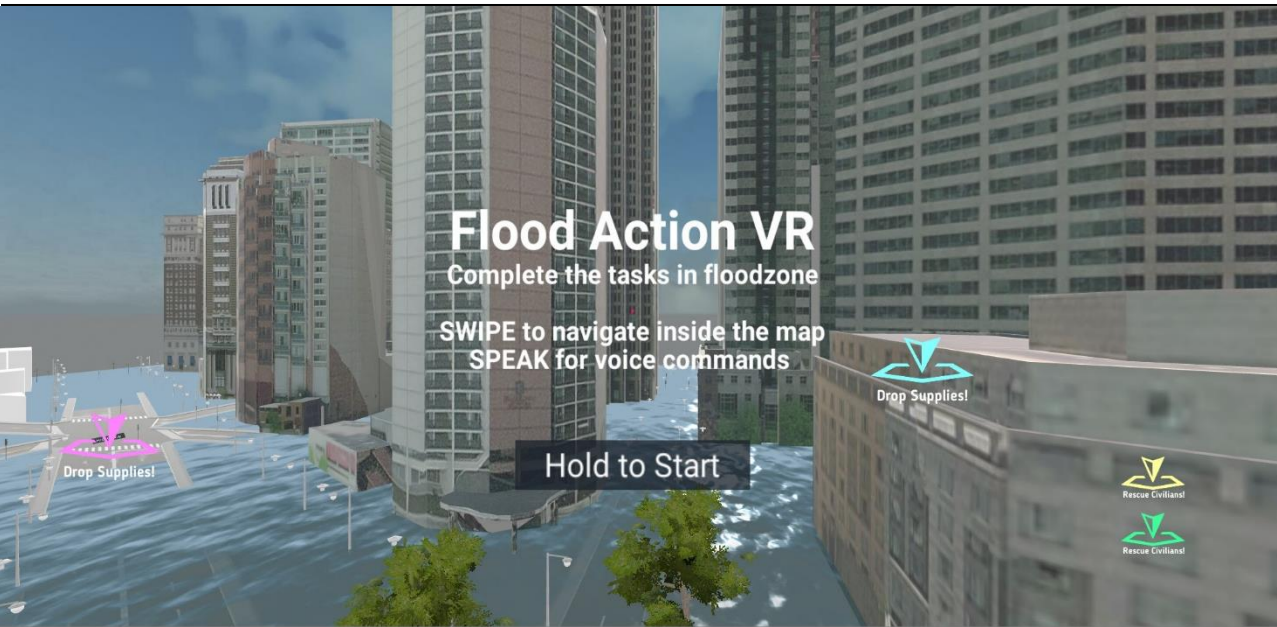 Flood Action VR
Complete the tasks in floodzone
SWIPE to navigate inside the map
SPEAK for voice commands
Drop Supplies!
Hold to Start
Drop Supplies!
Rescue Civilians!
Rescue Civilians!